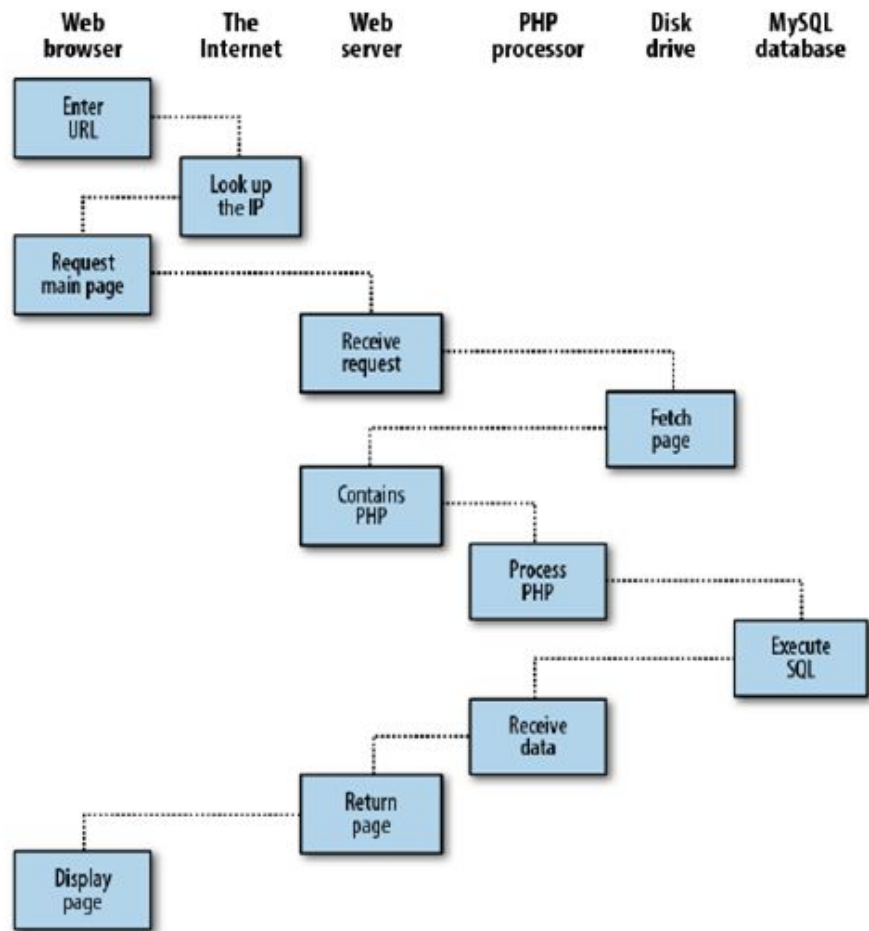 Web
browser
The
Internet
Web
server
PHP
processor
Disk
drive
MySQL
database
Enter
URL
Look up
the IP
Request
main page
Receive
request
Fetch
page
Contains
PHP
Process
PHP
Execute
SQL
Receive
data
Return
page
Display
page